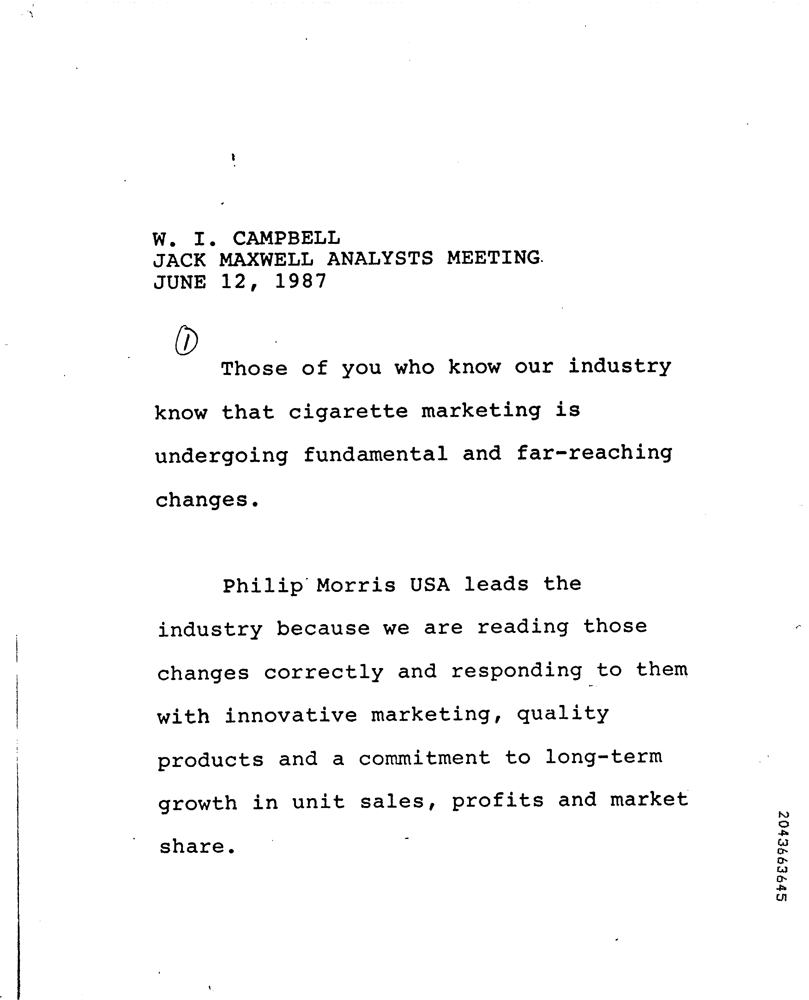 W. I. CAMPBELL
JACK MAXWELL ANALYSTS MEETING
JUNE 12, 1987
1
Those of you who know our industry
know that cigarette marketing is
undergoing fundamental and far-reaching
changes.
Philip Morris USA leads the
industry because we are reading those
changes correctly and responding to them
with innovative marketing, quality
products and a commitment to long-term
growth in unit sales, profits and market
share.
2043663645